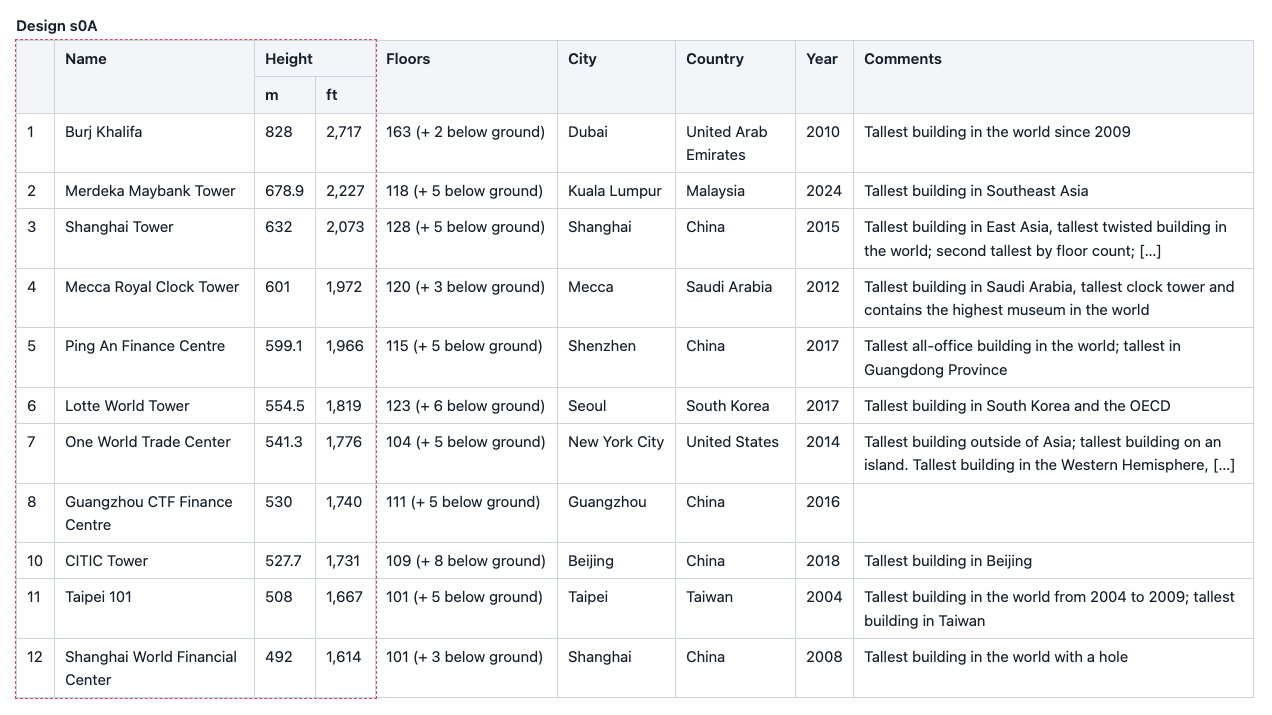 Design s0A
Name Height Floors City Country Year Comments
m ft
1 Burj Khalifa 828 2,717 163 (+ 2 below ground) Dubai United Arab 2010 Tallest building in the world since 2009
Emirates
2 Merdeka Maybank Tower 678.9 2,227 118 (+ 5 below ground) Kuala Lumpur Malaysia 2024 Tallest building in Southeast Asia
3 Shanghai Tower 632 2,073 128 (+ 5 below ground) Shanghai China 2015 Tallest building in East Asia, tallest twisted building in
the world; second tallest by floor count; [...]
4 Mecca Royal Clock Tower 601 1,972 120 (+ 3 below ground) Mecca Saudi Arabia 2012 Tallest building in Saudi Arabia, tallest clock tower and
contains the highest museum in the world
5 Ping An Finance Centre 599.1 1,966 115 (+ 5 below ground) Shenzhen China 2017 Tallest all-office building in the world; tallest in
Guangdong Province
6 Lotte World Tower 554.5 1,819 123 (+ 6 below ground) Seoul South Korea 2017 Tallest building in South Korea and the OECD
7 One World Trade Center 541.3 1,776 104 (+ 5 below ground) New York City United States 2014 Tallest building outside of Asia; tallest building on an
island. Tallest building in the Western Hemisphere, [...]
8 Guangzhou CTF Finance 530 1,740 111 (+ 5 below ground) Guangzhou China 2016
Centre
10 CITIC Tower 527.7 1,731 109 (+ 8 below ground) Beijing China 2018 Tallest building in Beijing
11 Taipei 101 508 1,667 101 (+ 5 below ground) Taipei Taiwan 2004 Tallest building in the world from 2004 to 2009; tallest
building in Taiwan
12 Shanghai World Financial 492 1,614 101 (+ 3 below ground) Shanghai China 2008 Tallest building in the world with a hole
Center